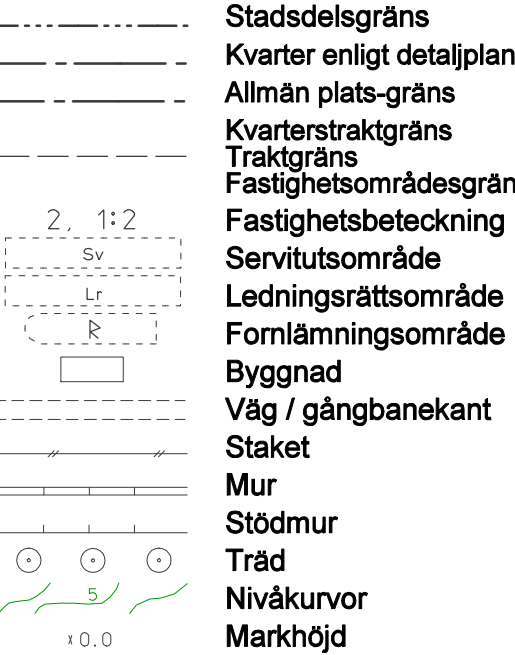 Stadsdelsgräns
Kvarter enligt detaljplan
Allmän plats-gräns
Kvarterstraktgräns
Traktgräns
Fastighetsområdesgrän
2, 1:2 Fastighetsbeteckning
Sv Servitutsområde
Lr Ledningsrättsområde
R Fornlämningsområde
Byggnad
Väg / gångbanekant
Staket
Mur
Stödmur
Träd
5 Nivåkurvor
x 0.0 Markhöjd